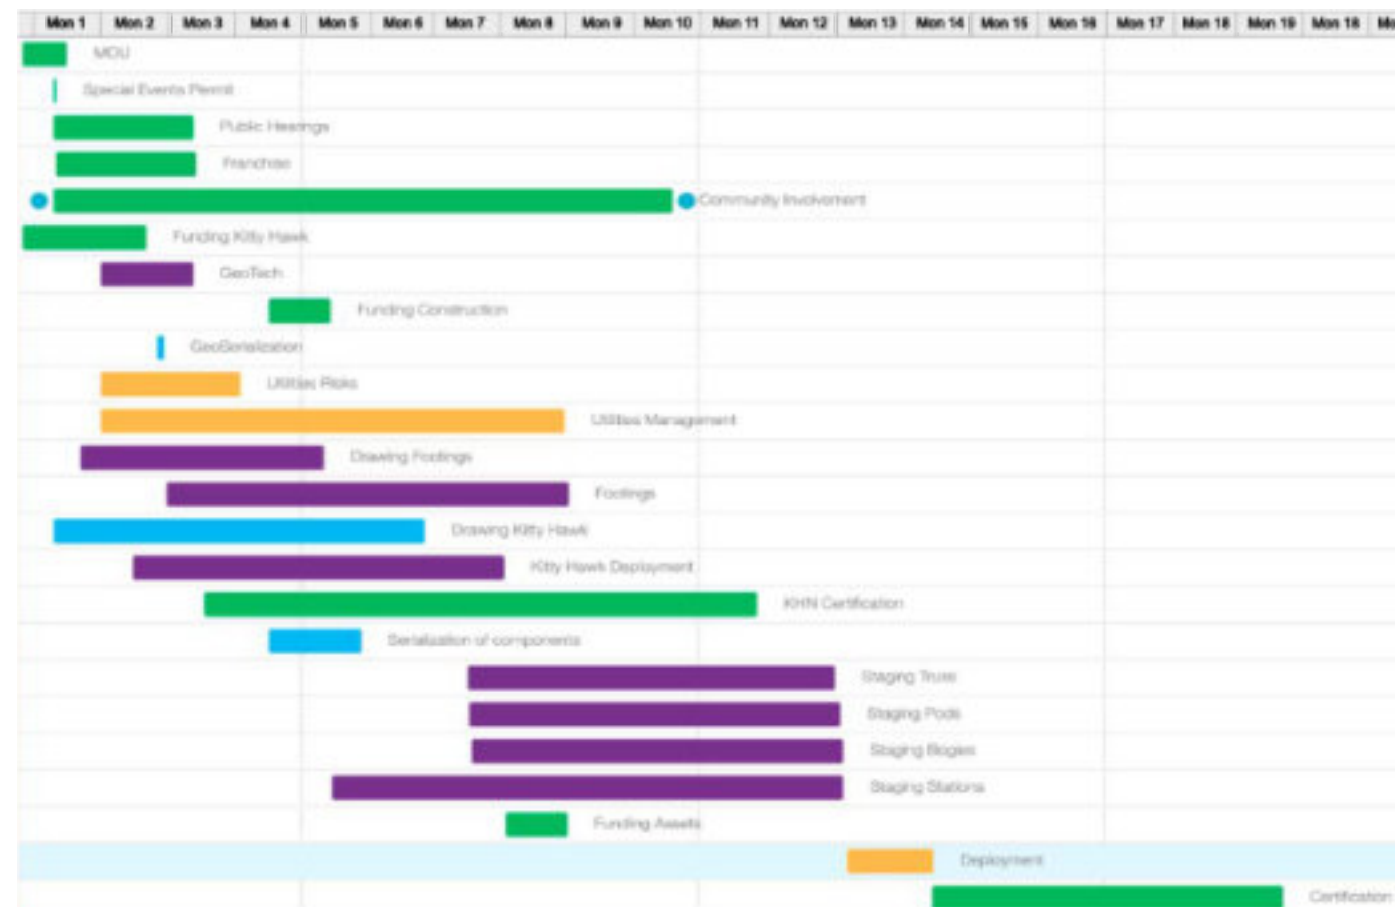 Mon 1 Mon 2 Mon 3 Mon 4 Mon 5 Mon 6 Mon 7 Mon 8 Mon 9 Mon 10 Mon 11 Mon 12 Mon 13 Mon 14 Mon 15 Mon 16 Mon 17 Mon 18 Mon 19 Mon 18
MOU
Special Events Permit
Public Hearings
Franchise
Community Involvement
Funding Kitty Hawk
GeoTech
Funding Construction
GeoSerialization
Utilities Risks
Utilities Management
Drawing Footings
Footings
Drawing Kitty Hawk
Kitty Hawk Deployment
KHN Certification
Serialization of components
Staging Truss
Staging Pods
Staging Bogies
Staging Stations
Funding Assets
Deployment
Certification